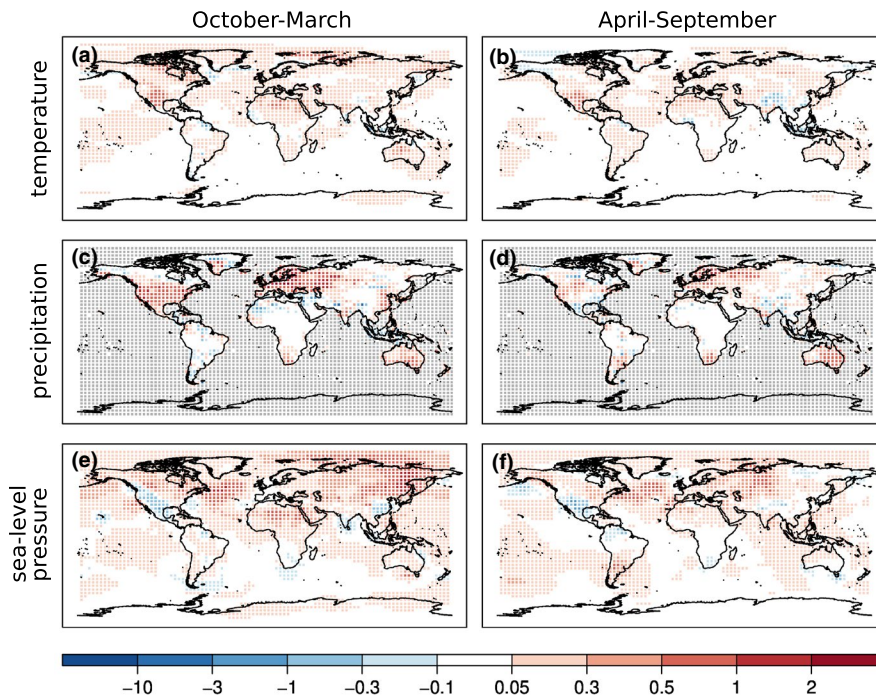 October-March
April-September
temperature
(a)
(b)
precipitation
(c)
(d)
sea-level
pressure
(e)
(f)
−10 −3 −1 −0.3 −0.1 0.05 0.3 0.5 1 2